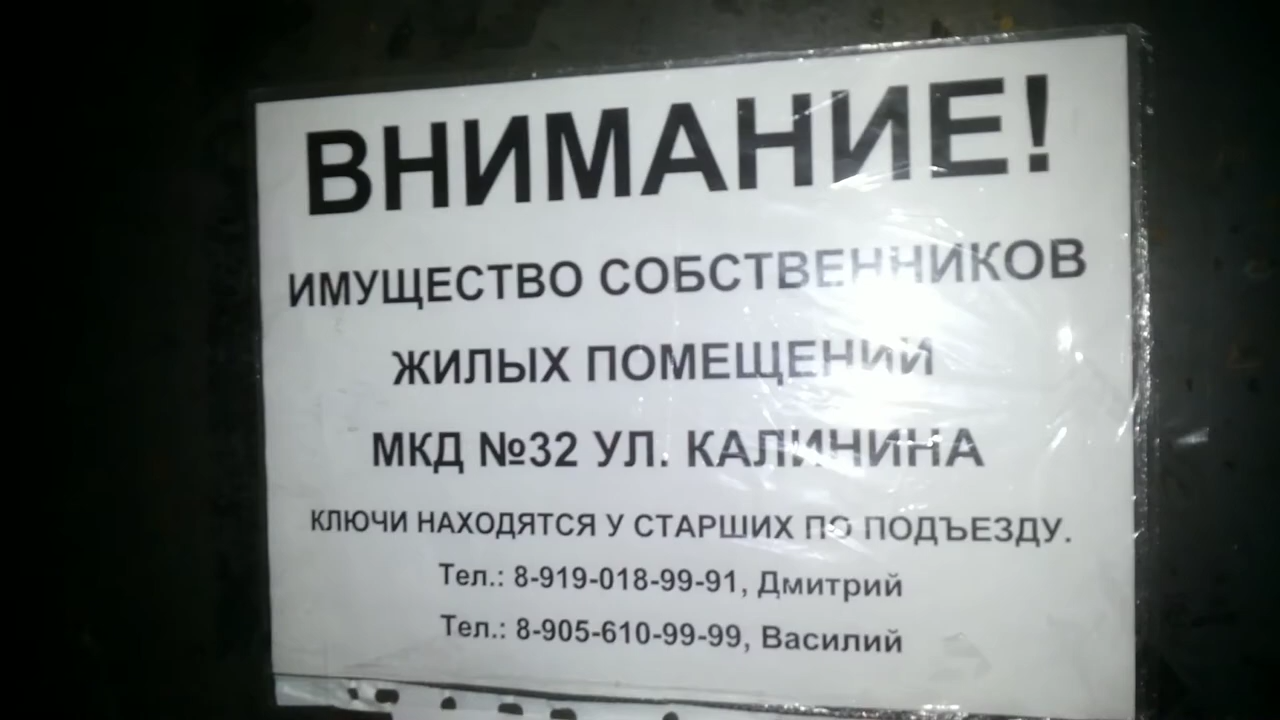 ВНИМАНИЕ!
ИМУЩЕСТВО СОБСТВЕННИКОВ
ЖИЛЫХ ПОМЕЩЕНИЙ
МКД №32 УЛ. КАЛИНИНА
КЛЮЧИ НАХОДЯТСЯ У СТАРШИХ ПО ПОДЪЕЗДУ.
Тел.: 8-919-018-99-91, Дмитрий
Тел.: 8-905-610-99-99, Василий